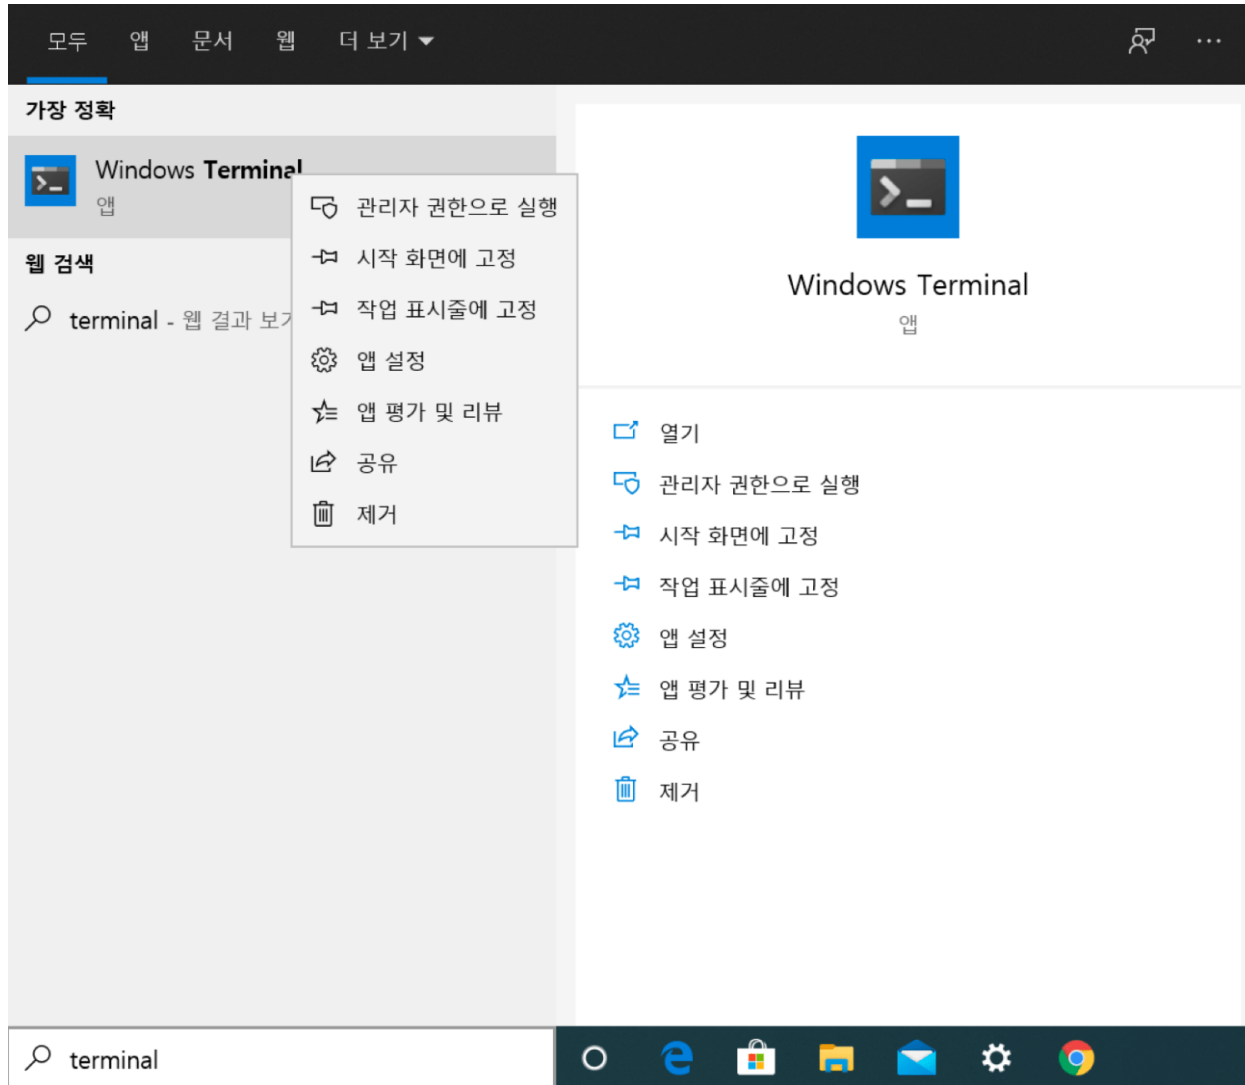 모두 앱 문서 웹 더 보기
가장 정확
Windows Terminal
앱
웹 검색
terminal - 웹 결과 보기
관리자 권한으로 실행
시작 화면에 고정
작업 표시줄에 고정
앱 설정
앱 평가 및 리뷰
공유
제거
Windows Terminal
앱
열기
관리자 권한으로 실행
시작 화면에 고정
작업 표시줄에 고정
앱 설정
앱 평가 및 리뷰
공유
제거
terminal